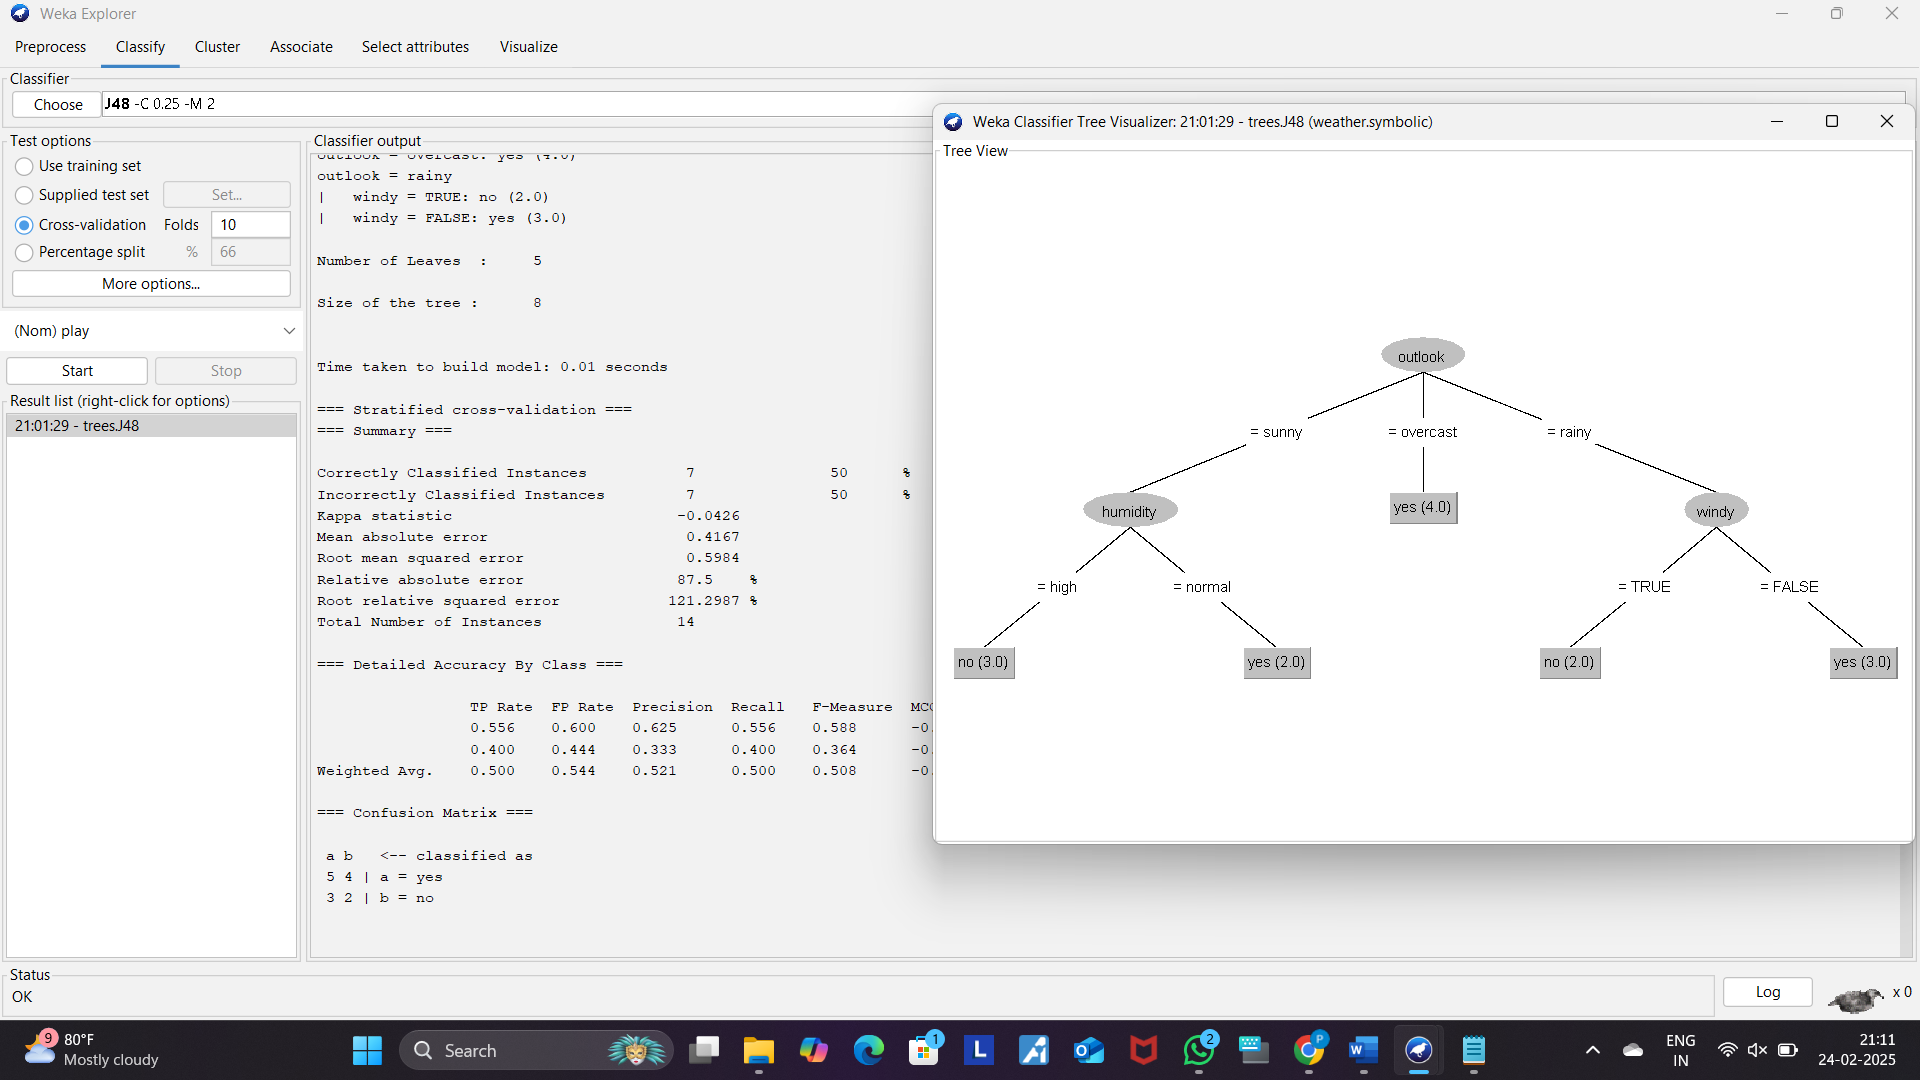 Weka Explorer
Preprocess Classify Cluster Associate Select attributes Visualize
Classifier
Choose J48 -C 0.25 -M 2
Test options
Use training set
Supplied test set Set...
Cross-validation Folds 10
Percentage split % 66
More options...
(Nom) play
Start Stop
Result list (right-click for options)
21:01:29 - trees.J48
Classifier output
outlook = overcast: yes (4.0)
outlook = rainy
| windy = TRUE: no (2.0)
| windy = FALSE: yes (3.0)
Number of Leaves : 5
Size of the tree : 8
Time taken to build model: 0.01 seconds
=== Stratified cross-validation ===
=== Summary ===
Correctly Classified Instances 7 50 %
Incorrectly Classified Instances 7 50 %
Kappa statistic -0.0426
Mean absolute error 0.4167
Root mean squared error 0.5984
Relative absolute error 87.5 %
Root relative squared error 121.2987 %
Total Number of Instances 14
=== Detailed Accuracy By Class ===
TP Rate FP Rate Precision Recall F-Measure MC
0.556 0.600 0.625 0.556 0.588 -0.
0.400 0.444 0.333 0.400 0.364 -0.
Weighted Avg. 0.500 0.544 0.521 0.500 0.508 -0.
=== Confusion Matrix ===
a b <-- classified as
5 4 | a = yes
3 2 | b = no
Weka Classifier Tree Visualizer: 21:01:29 - trees.J48 (weather.symbolic)
Tree View
outlook
= sunny = overcast = rainy
humidity yes (4.0) windy
= high = normal = TRUE = FALSE
no (3.0) yes (2.0) no (2.0) yes (3.0)
Status
OK
Log x 0
9 80°F
Mostly cloudy
Search
1
L
2
P
W
ENG
IN
21:11
24-02-2025